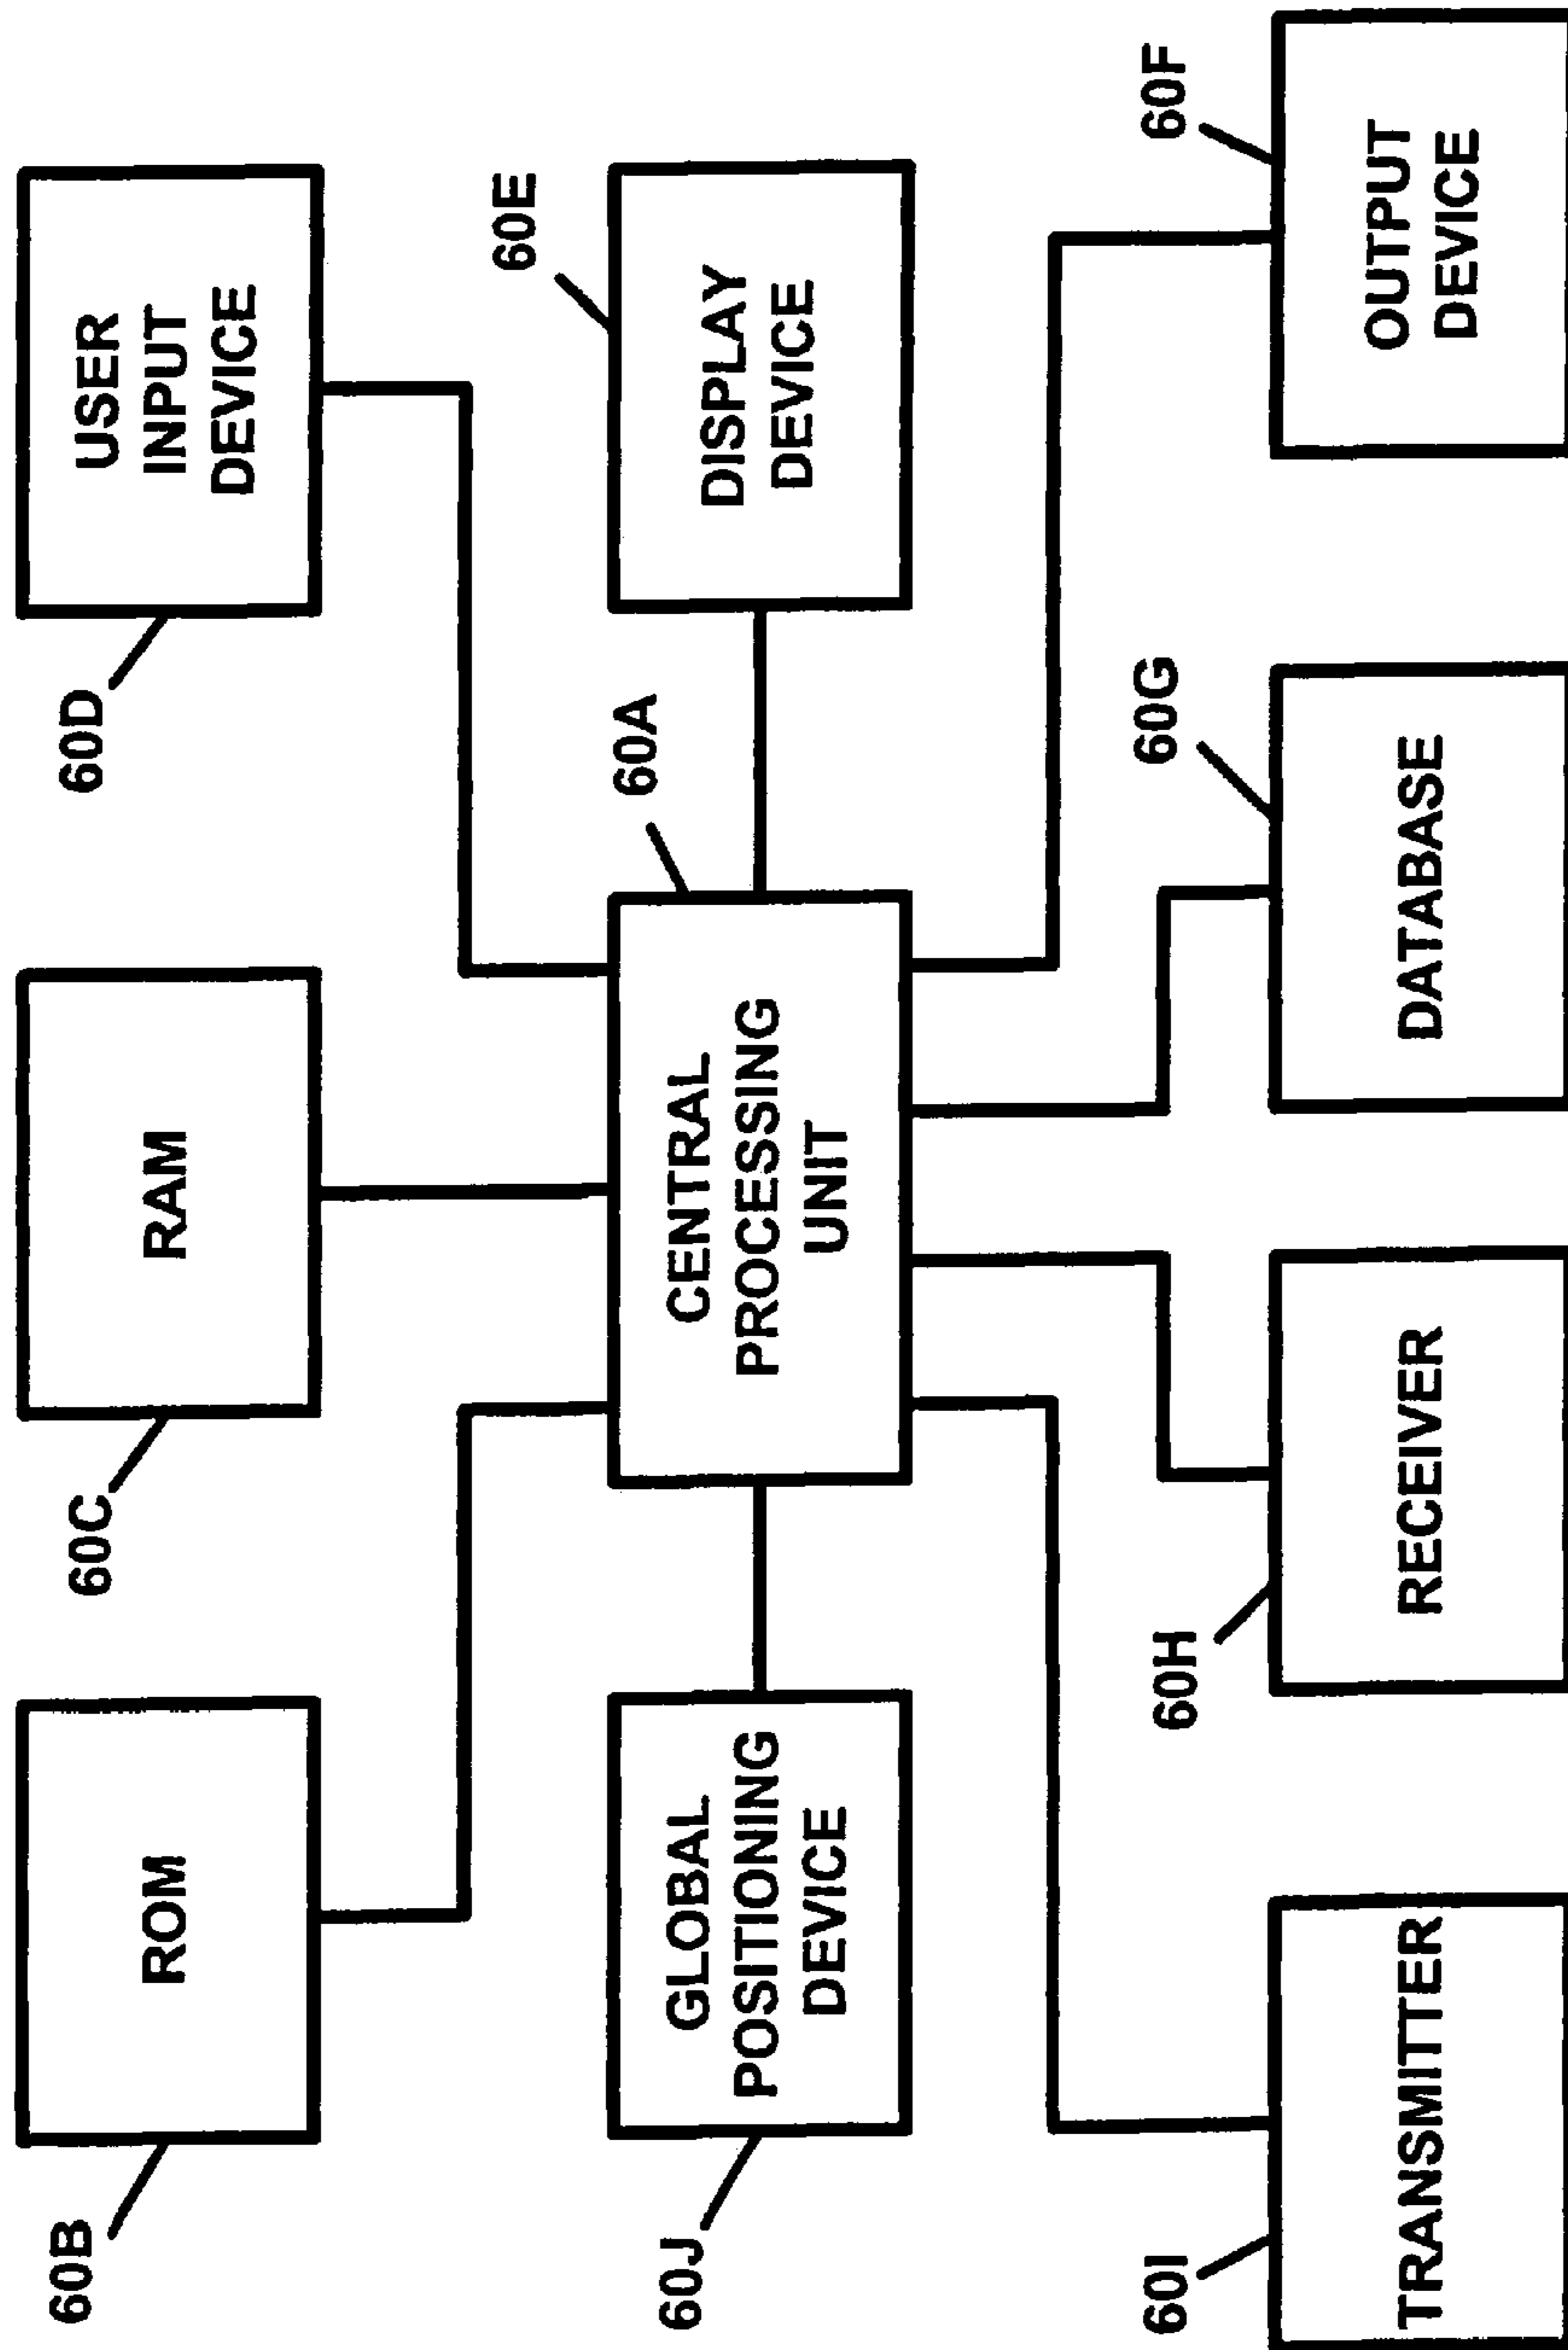 60B
ROM
60C
RAM
60D
USER
INPUT
DEVICE
60J
GLOBAL
POSITIONING
DEVICE
60A
CENTRAL
PROCESSING
UNIT
60E
DISPLAY
DEVICE
60I
TRANSMITTER
60H
RECEIVER
60G
DATABASE
60F
OUTPUT
DEVICE